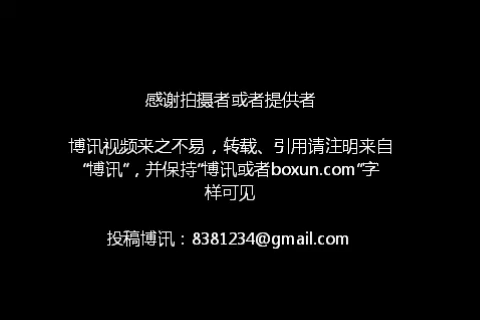 感谢拍摄者或者提供者
博讯视频来之不易，转载、引用请注明来自
“博讯”，并保持“博讯或者boxun.com”字
样可见
投稿博讯：8381234@gmail.com